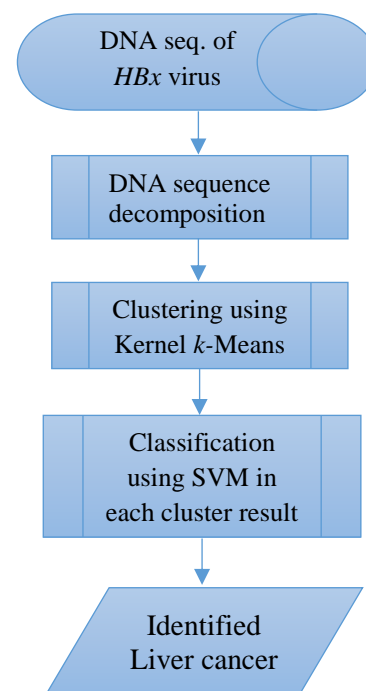 DNA seq. of
HBx virus
DNA sequence
decomposition
Clustering using
Kernel k-Means
Classification
using SVM in
each cluster result
Identified
Liver cancer